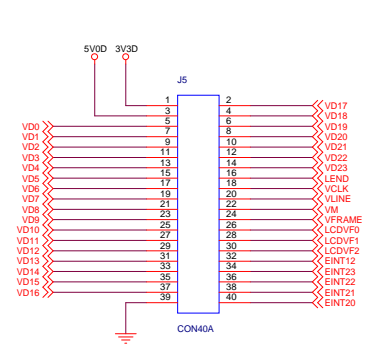 5V0D 3V3D
J5
1 2 VD17
3 4 VD18
VD0 5 6 VD19
VD1 7 8 VD20
VD2 9 10 VD21
VD3 11 12 VD22
VD4 13 14 VD23
VD5 15 16 LEND
VD6 17 18 VCLK
VD7 19 20 VLINE
VD8 21 22 VM
VD9 23 24 VFRAME
VD10 25 26 LCDVF0
VD11 27 28 LCDVF1
VD12 29 30 LCDVF2
VD13 31 32 EINT12
VD14 33 34 EINT23
VD15 35 36 EINT22
VD16 37 38 EINT21
39 40 EINT20
CON40A